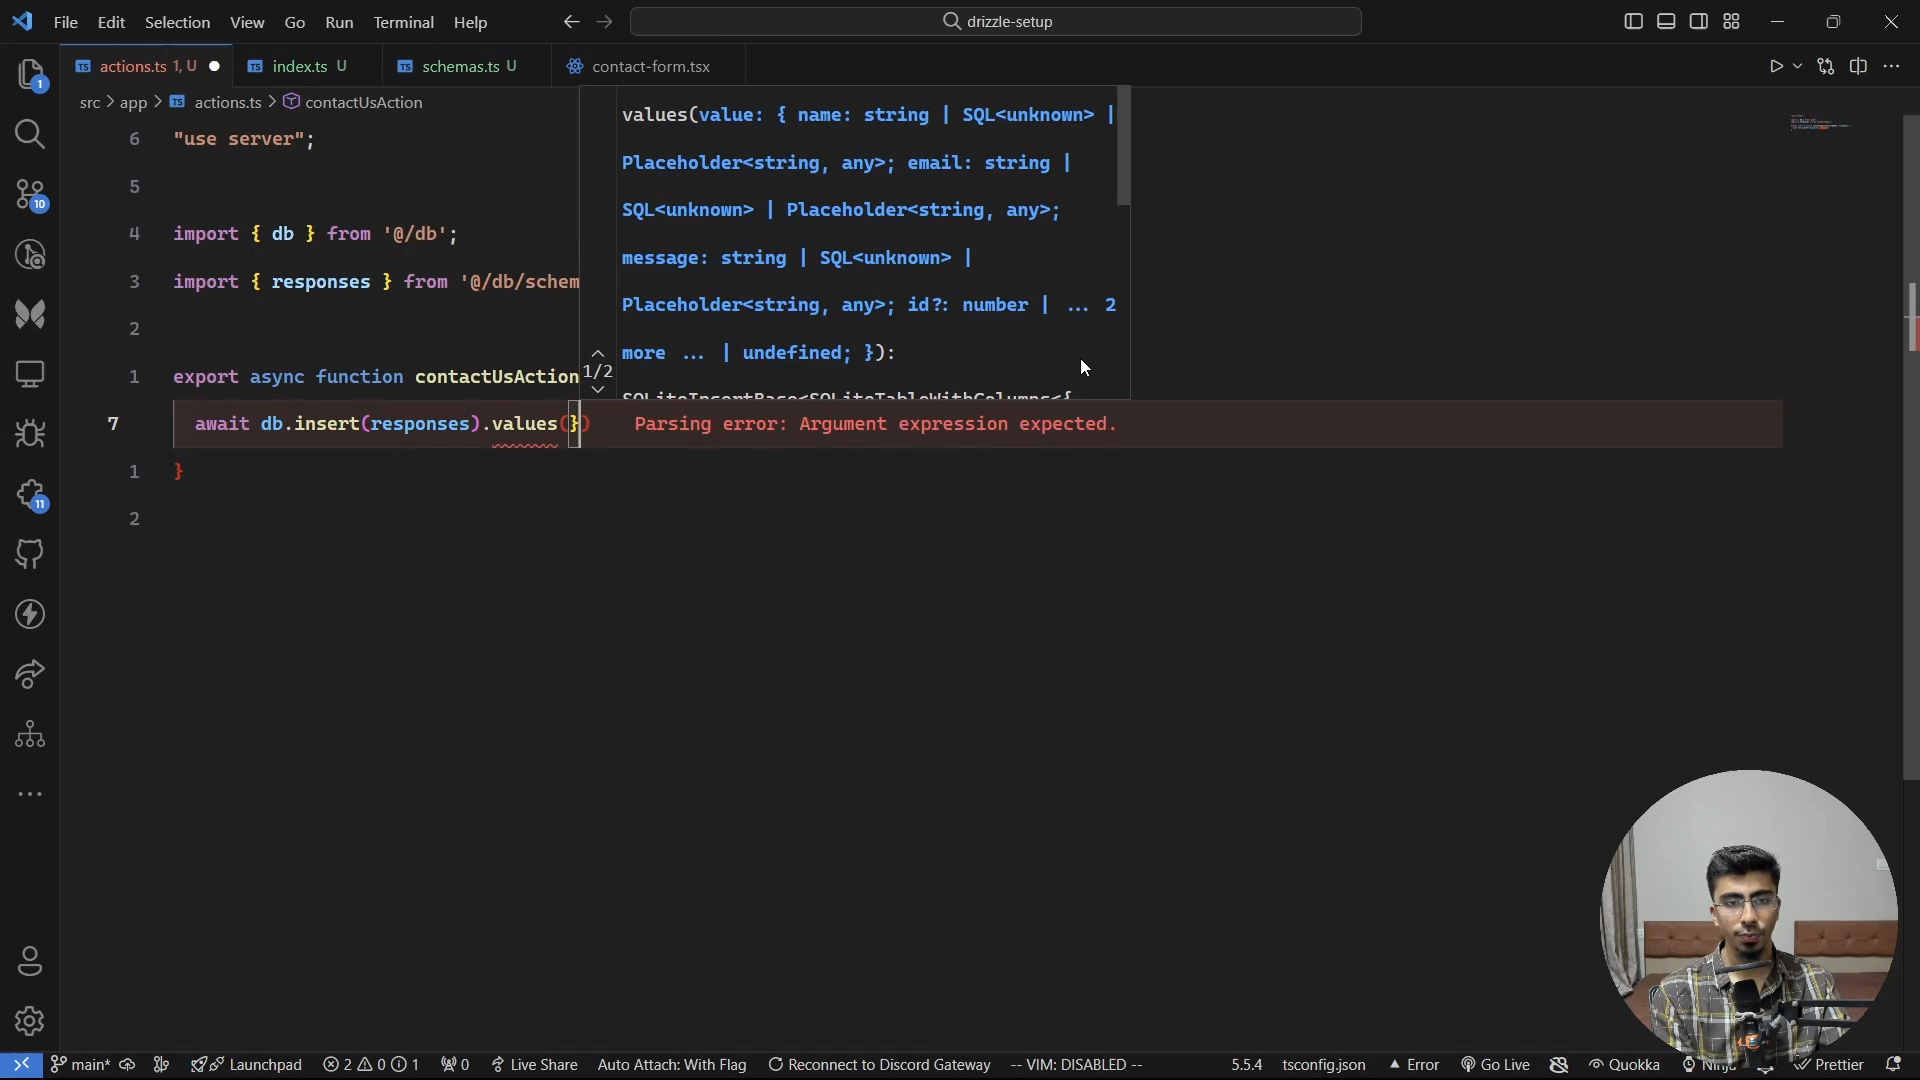 File Edit Selection View Go Run Terminal Help
drizzle-setup
actions.ts 1, U
index.ts U
schemas.ts U
contact-form.tsx
src > app > TS actions.ts > contactUsAction
6 "use server";
5
4 import { db } from '@/db';
3 import { responses } from '@/db/schem
2
1 export async function contactUsAction
7 await db.insert(responses).values(}) Parsing error: Argument expression expected.
1 }
2
values(value: { name: string | SQL<unknown> |
Placeholder<string, any>; email: string |
SQL<unknown> | Placeholder<string, any>;
message: string | SQL<unknown> |
Placeholder<string, any>; id?: number | ... 2
more ... | undefined; }):
1/2
SQLiteInsertBase<SQLiteTableWithColumns<{
1
10
11
main*
Launchpad
2 0 1
0
Live Share
Auto Attach: With Flag
Reconnect to Discord Gateway
-- VIM: DISABLED --
5.5.4
tsconfig.json
Error
Go Live
Quokka
Prettier